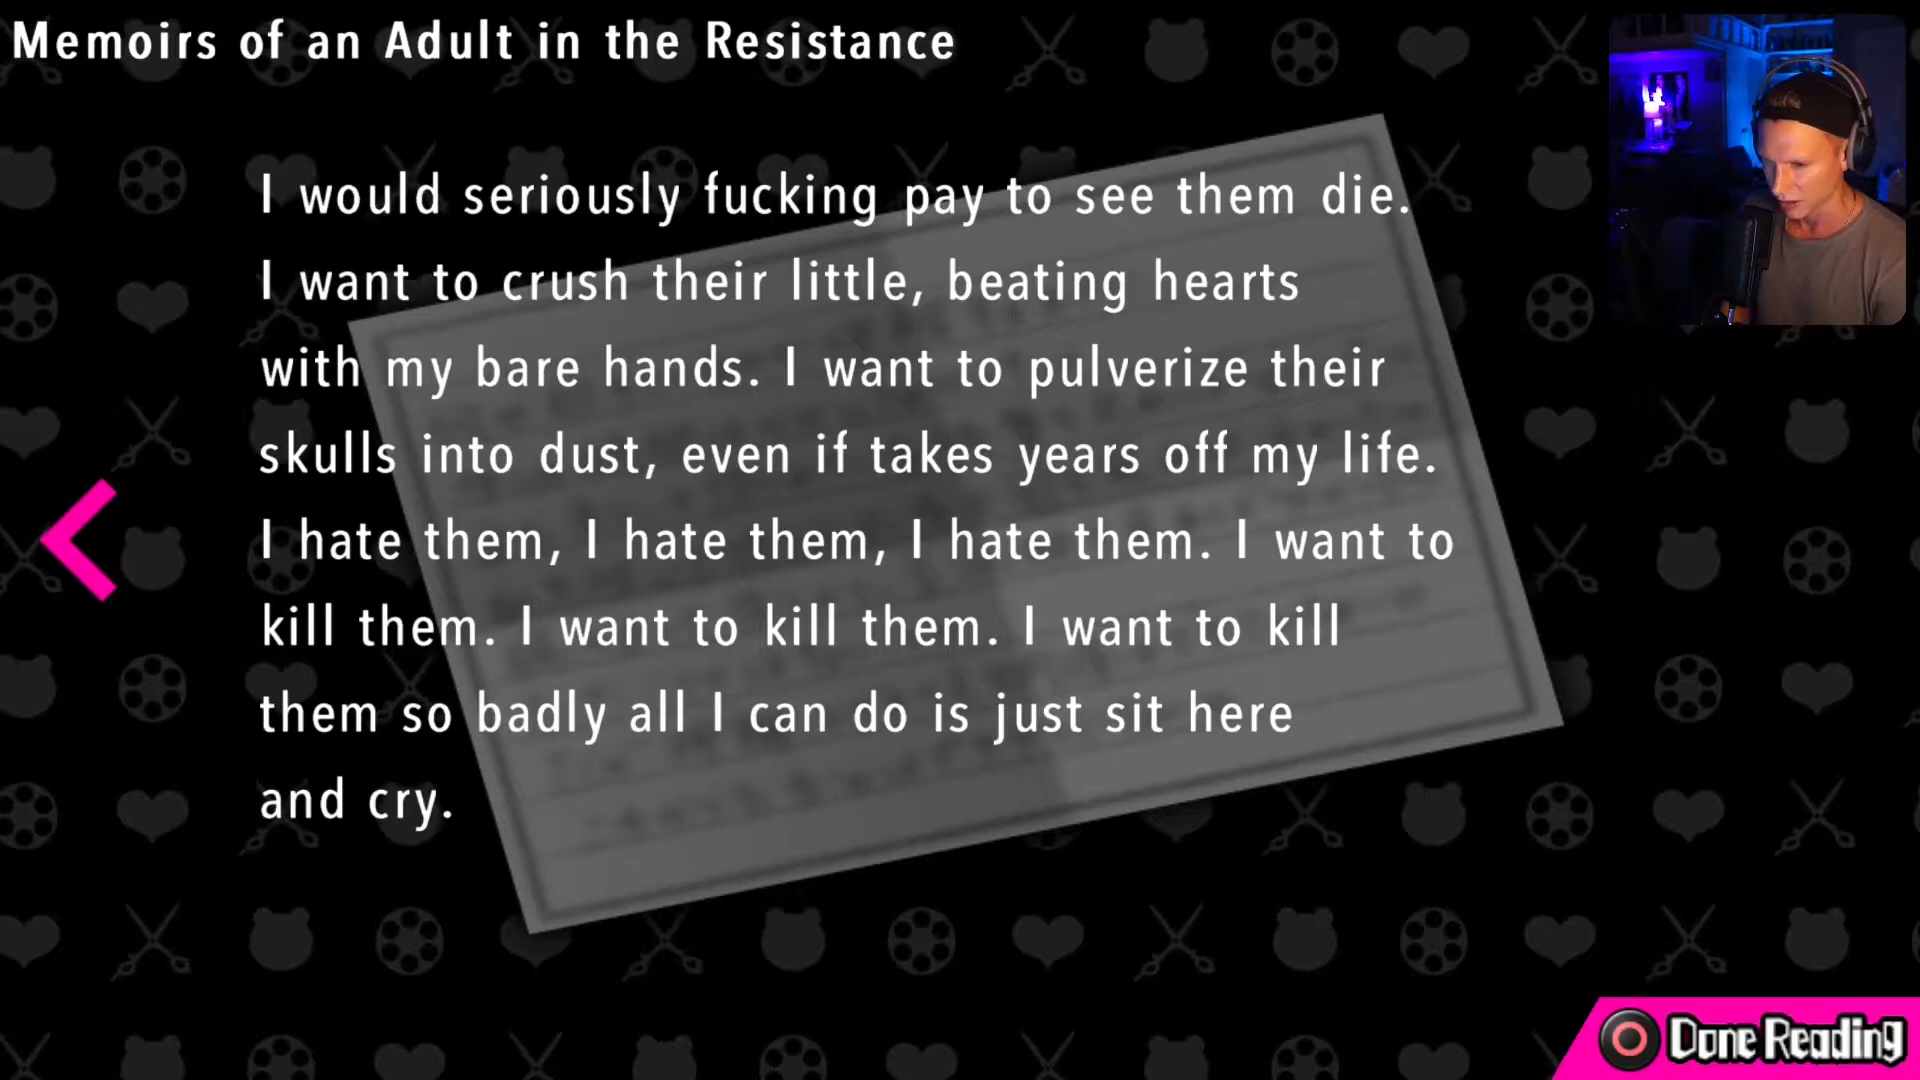 Memoirs of an Adult in the Resistance
I would seriously fucking pay to see them die.
I want to crush their little, beating hearts
with my bare hands. I want to pulverize their
skulls into dust, even if takes years off my life.
I hate them, I hate them, I hate them. I want to
kill them. I want to kill them. I want to kill
them so badly all I can do is just sit here
and cry.
Done Reading